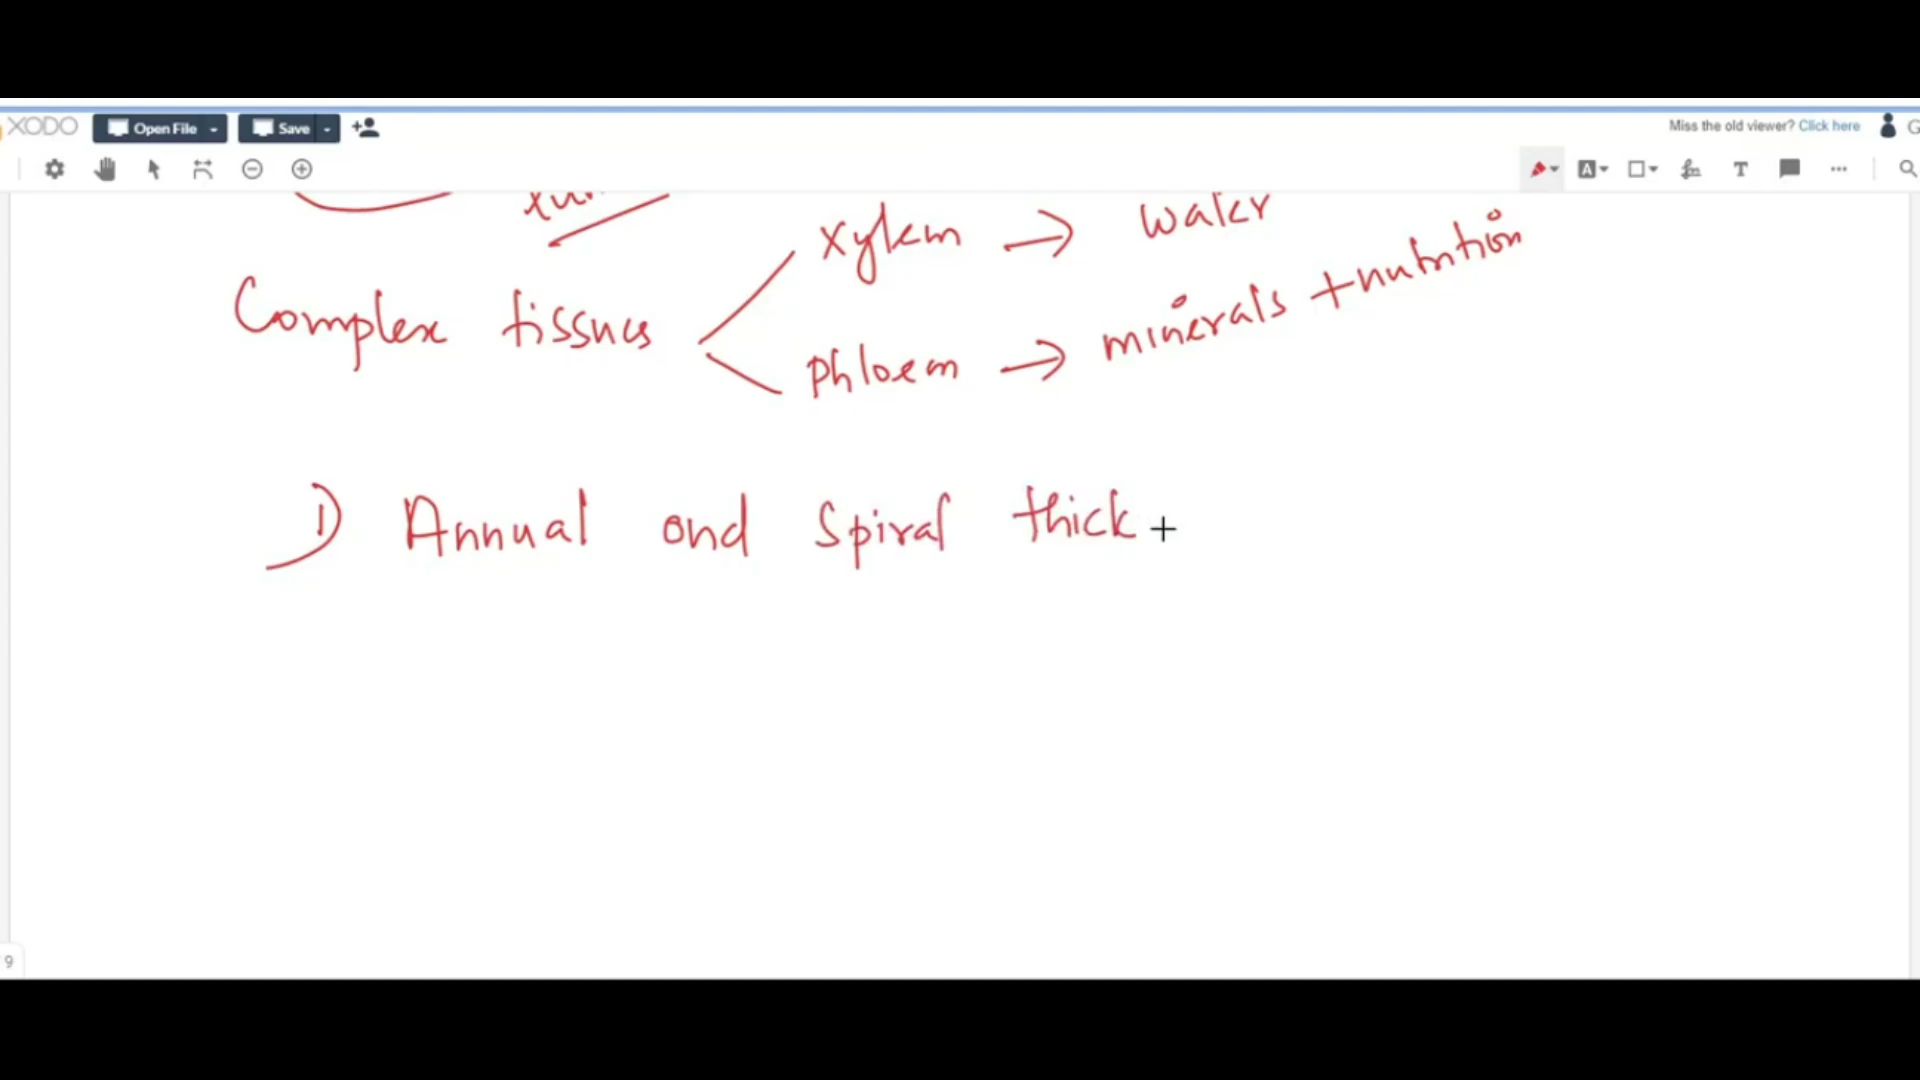 XODO Open File Save Miss the old viewer? Click here G
xylem → water
Complex tissues
phloem → minerals + nutrition
1) Annual and Spiral thick
9